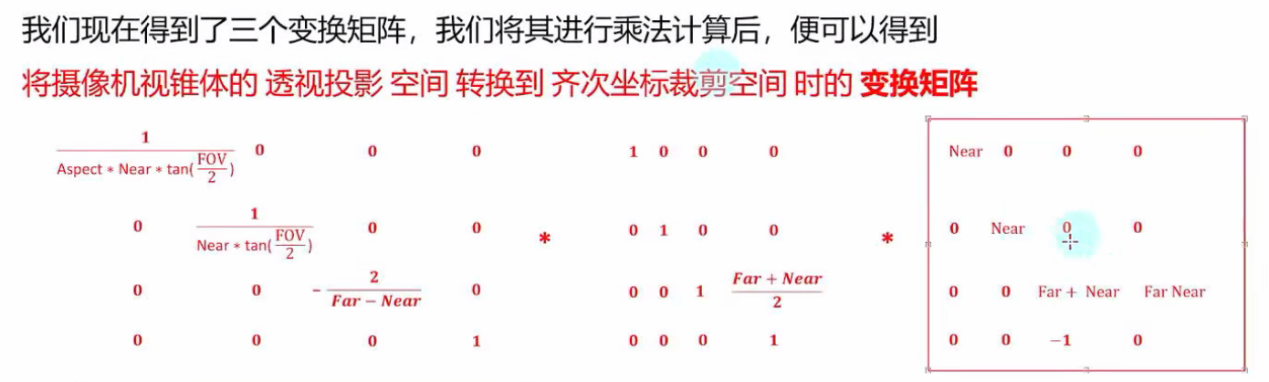 我们现在得到了三个变换矩阵，我们将其进行乘法计算后，便可以得到
将摄像机视锥体的 透视投影 空间 转换到 齐次坐标裁剪空间 时的 变换矩阵
1/(Aspect * Near * tan(FOV/2)) 0 0 0 1 0 0 0 Near 0 0 0
0 1/(Near * tan(FOV/2)) 0 0 * 0 1 0 0 * 0 Near 0 0
0 0 - 2/(Far − Near) 0 0 0 1 (Far + Near)/2 0 0 Far + Near Far Near
0 0 0 1 0 0 0 1 0 0 −1 0